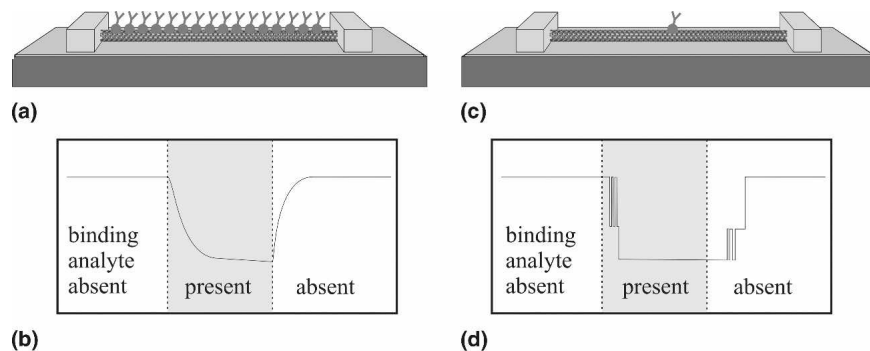 (a)
(c)
binding
analyte
absent
present
absent
(b)
binding
analyte
absent
present
absent
(d)